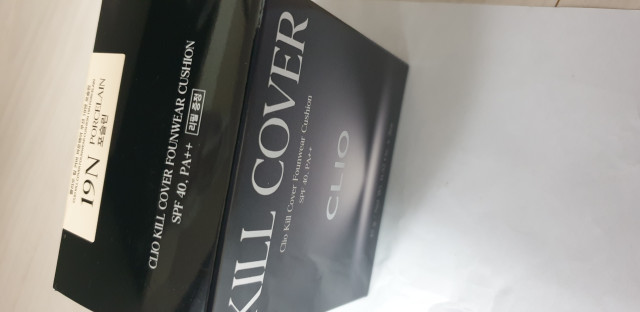 16N PORCELAIN
포슬린
CLIO KILL COVER FOUNWEAR CUSHION
SPF 40, PA++ 리필 증정
KILL COVER
Clio Kill Cover Founwear Cushion
SPF 40, PA++
CLIO